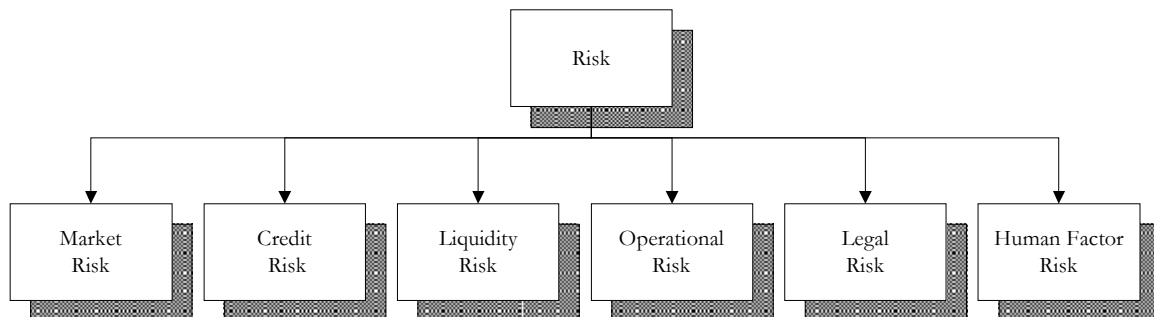 Risk
Market
Risk
Credit
Risk
Liquidity
Risk
Operational
Risk
Legal
Risk
Human Factor
Risk